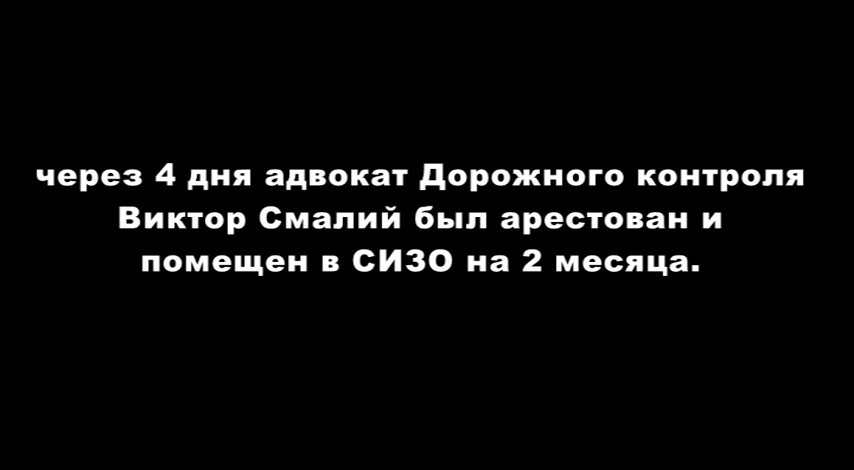 через 4 дня адвокат Дорожного контроля
Виктор Смалий был арестован и
помещен в СИЗО на 2 месяца.